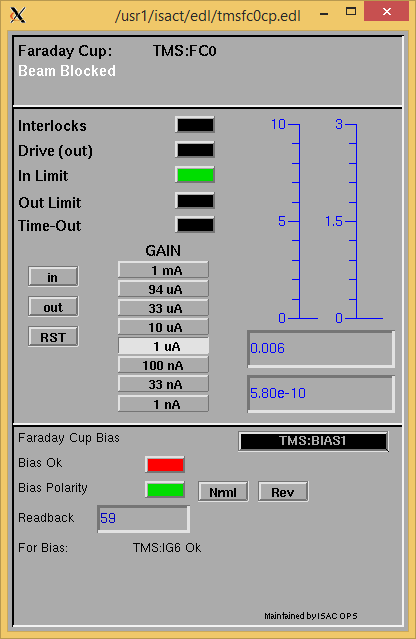 /usr1/isact/edl/tmsfc0cp.edl
Faraday Cup: TMS:FC0
Beam Blocked
Interlocks
Drive (out)
In Limit
Out Limit
Time-Out
GAIN
1 mA
94 uA
33 uA
10 uA
1 uA
100 nA
33 nA
1 nA
in
out
RST
10 3
5 1.5
0 0
0.006
5.80e-10
Faraday Cup Bias TMS:BIAS1
Bias Ok
Bias Polarity Nrml Rev
Readback 59
For Bias: TMS:IG6 Ok
Maintained by ISAC OPS